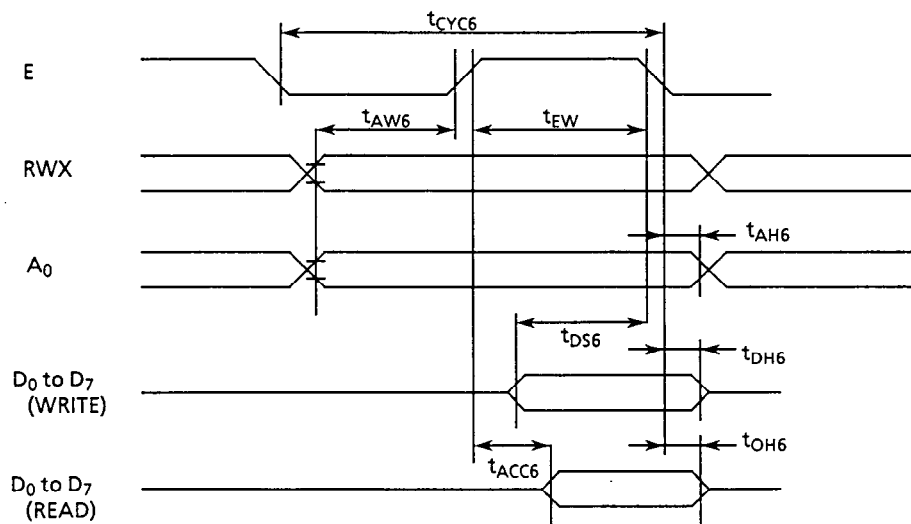 tCYC6
E
tAW6
tEW
RWX
tAH6
A0
tDS6
tDH6
D0 to D7
(WRITE)
tOH6
tACC6
D0 to D7
(READ)